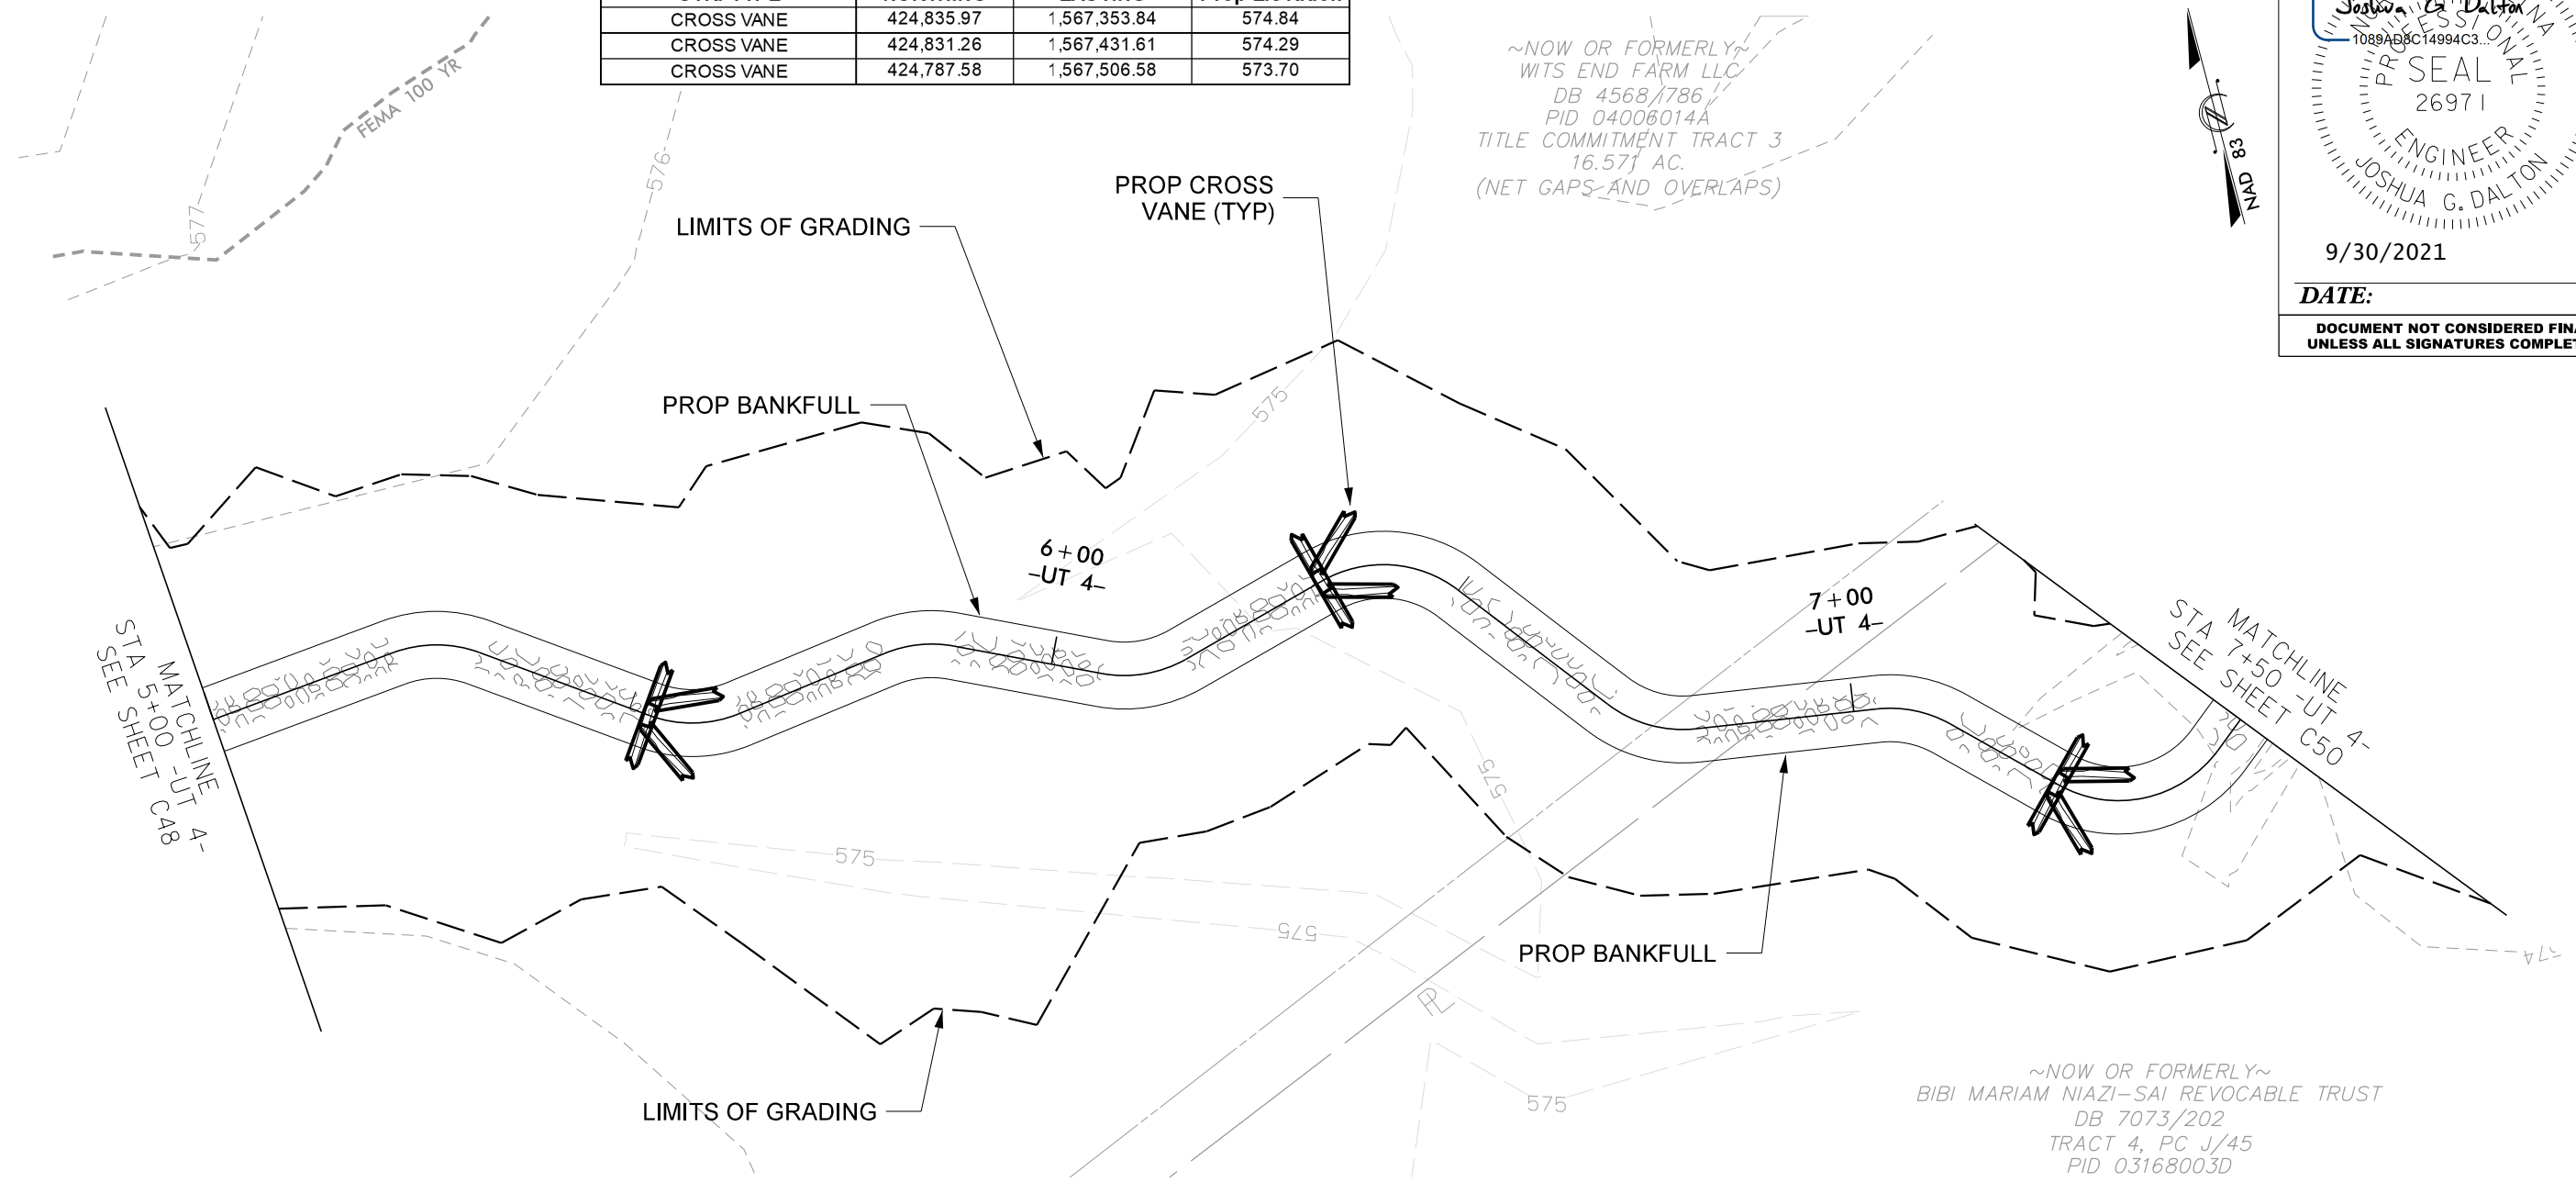 CROSS VANE 424,835.97 1,567,353.84 574.84
CROSS VANE 424,831.26 1,567,431.61 574.29
CROSS VANE 424,787.58 1,567,506.58 573.70
~NOW OR FORMERLY~
WITS END FARM LLC
DB 4568/1786
PID 04006014A
TITLE COMMITMENT TRACT 3
16.571 AC.
(NET GAPS AND OVERLAPS)
NAD 83
Joshua G Dalton
1089AD8C14994C3...
PROFESSIONAL
SEAL
26971
ENGINEER
JOSHUA G. DALTON
9/30/2021
DATE:
DOCUMENT NOT CONSIDERED FINA
UNLESS ALL SIGNATURES COMPLET
FEMA 100 YR
577
576
LIMITS OF GRADING
PROP CROSS
VANE (TYP)
PROP BANKFULL
575
6+00
-UT 4-
7+00
-UT 4-
MATCHLINE
STA 5+00 -UT 4-
SEE SHEET C48
MATCHLINE
STA 7+50 -UT 4-
SEE SHEET C50
575
575
575
PL
PROP BANKFULL
574
LIMITS OF GRADING
575
~NOW OR FORMERLY~
BIBI MARIAM NIAZI-SAI REVOCABLE TRUST
DB 7073/202
TRACT 4, PC J/45
PID 03168003D